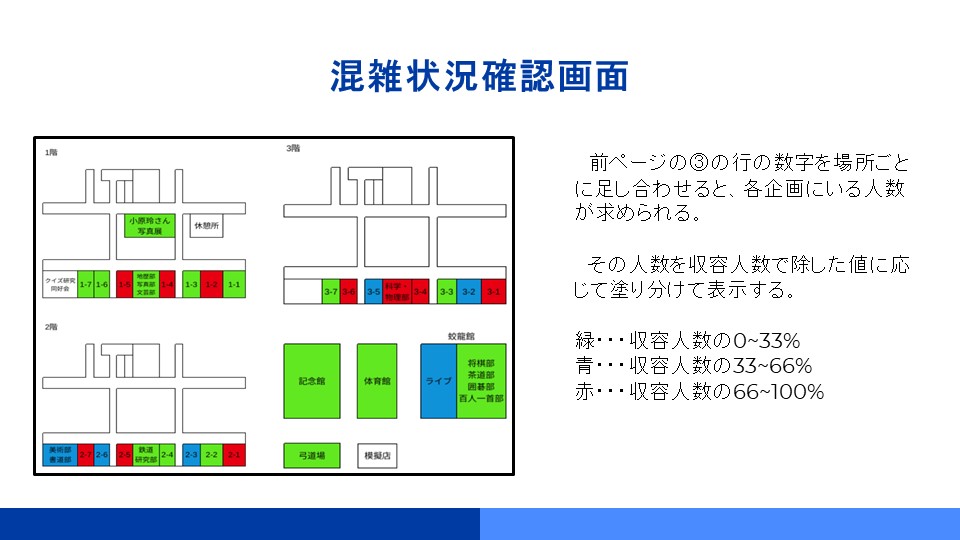 混雑状況確認画面
1階
小原玲さん
写真展
休憩所
クイズ研究
同好会
1-7
1-6
1-5
地歴部
写真部
文芸部
1-4
1-3
1-2
1-1
2階
美術部
書道部
2-7
2-6
2-5
鉄道
研究部
2-4
2-3
2-2
2-1
3階
3-7
3-6
3-5
科学・
物理部
3-4
3-3
3-2
3-1
蛟龍館
記念館
体育館
ライブ
将棋部
茶道部
囲碁部
百人一首部
弓道場
模擬店
前ページの③の行の数字を場所ごと
に足し合わせると、各企画にいる人数
が求められる。
その人数を収容人数で除した値に応
じて塗り分けて表示する。
緑・・・収容人数の0~33%
青・・・収容人数の33~66%
赤・・・収容人数の66~100%